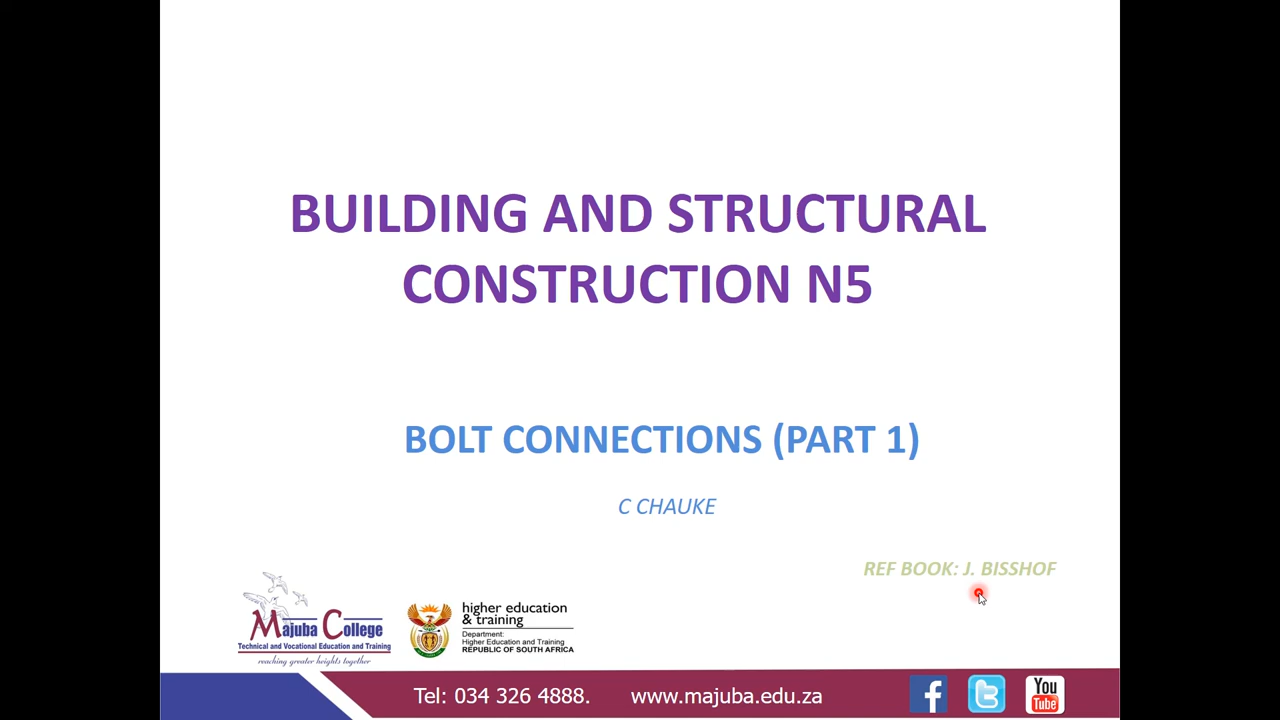 BUILDING AND STRUCTURAL
CONSTRUCTION N5
BOLT CONNECTIONS (PART 1)
C CHAUKE
REF BOOK: J. BISSHOF
Majuba College
Technical and Vocational Education and Training
reaching greater heights together
higher education
& training
Department:
Higher Education and Training
REPUBLIC OF SOUTH AFRICA
Tel: 034 326 4888.
www.majuba.edu.za
You
Tube